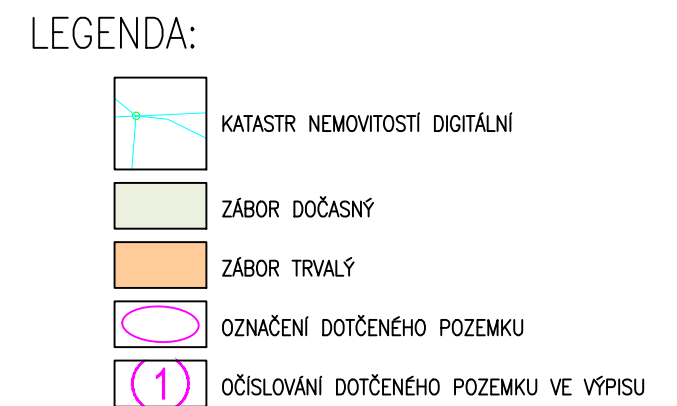 LEGENDA:
KATASTR NEMOVITOSTÍ DIGITÁLNÍ
ZÁBOR DOČASNÝ
ZÁBOR TRVALÝ
OZNAČENÍ DOTČENÉHO POZEMKU
1 OČÍSLOVÁNÍ DOTČENÉHO POZEMKU VE VÝPISU